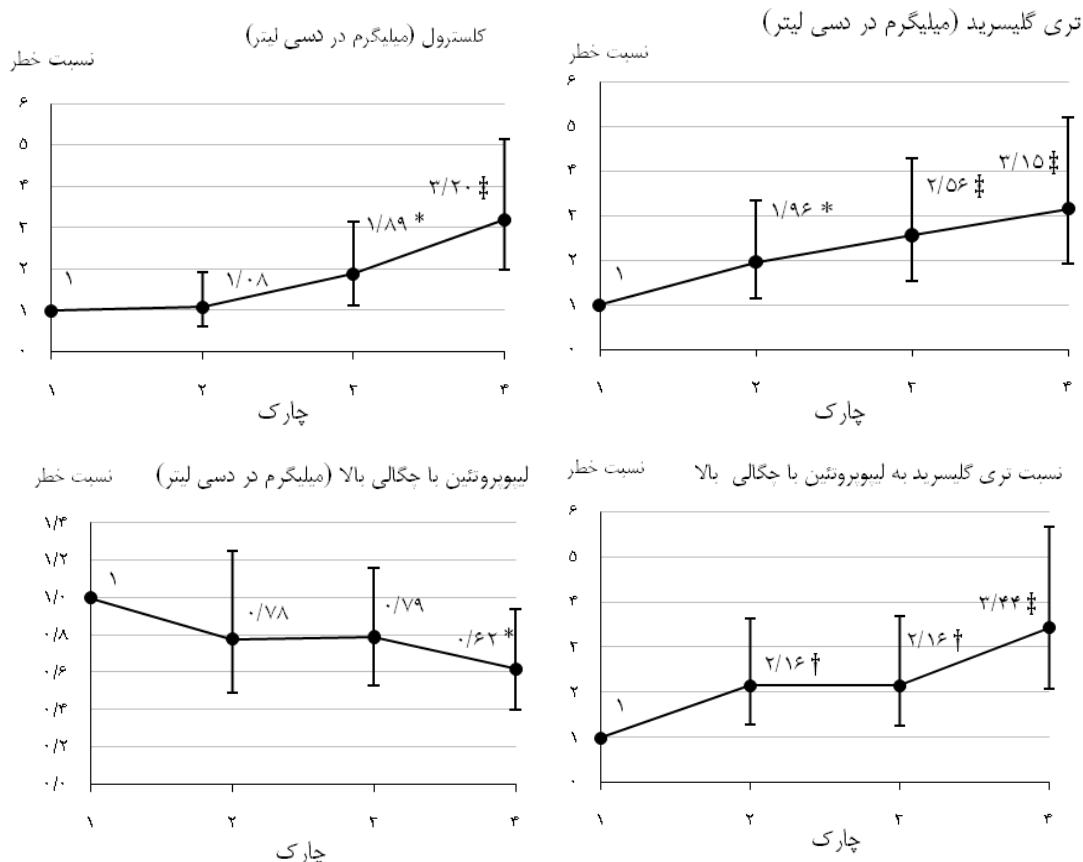 کلسترول (میلیگرم در دسی لیتر)
نسبت خطر
۶
۵
۴
۳
۲
۱
۰
۱
۱/۰۸
۱/۸۹ *
۳/۲۰ ‡
۱ ۲ ۳ ۴
چارک
تری گلیسرید (میلیگرم در دسی لیتر)
نسبت خطر
۶
۵
۴
۳
۲
۱
۰
۱
۱/۹۶ *
۲/۵۶ ‡
۳/۱۵ ‡
۱ ۲ ۳ ۴
چارک
لیپوپروتئین با چگالی بالا (میلیگرم در دسی لیتر)
نسبت خطر
۱/۴
۱/۲
۱/۰
۰/۸
۰/۶
۰/۴
۰/۲
۰/۰
۱
۰/۷۸
۰/۷۹
۰/۶۲ *
۱ ۲ ۳ ۴
چارک
نسبت تری گلیسرید به لیپوپروتئین با چگالی بالا
نسبت خطر
۶
۵
۴
۳
۲
۱
۰
۱
۲/۱۶ †
۲/۱۶ †
۳/۴۴ ‡
۱ ۲ ۳ ۴
چارک